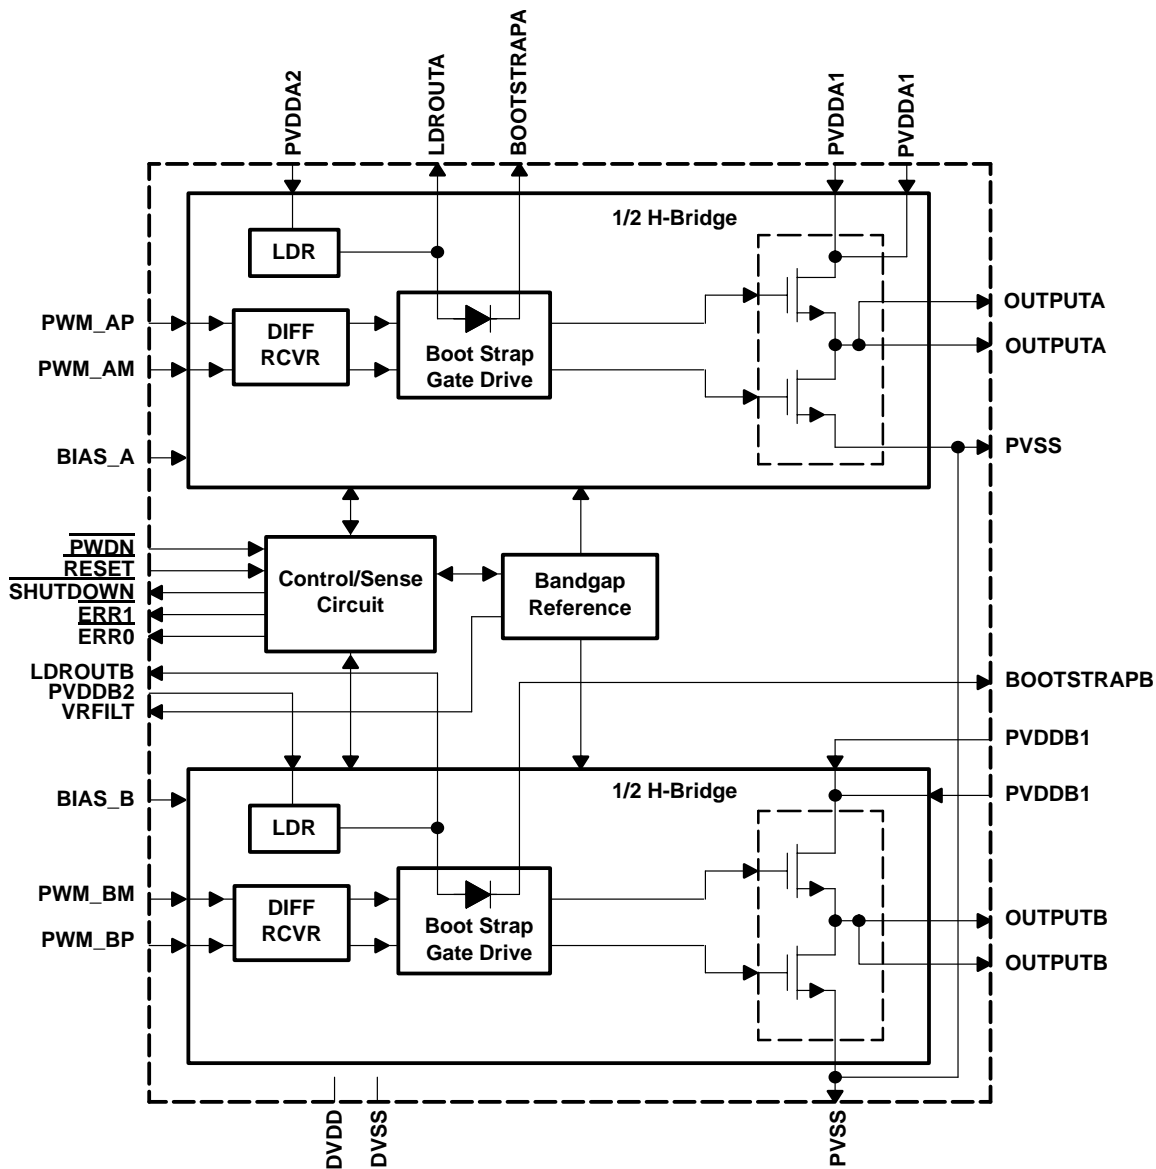 PVDDA2
LDROUTA
BOOTSTRAPA
PVDDA1
PVDDA1
1/2 H-Bridge
LDR
PWM_AP
PWM_AM
DIFF
RCVR
Boot Strap
Gate Drive
OUTPUTA
OUTPUTA
BIAS_A
PVSS
PWDN
RESET
SHUTDOWN
ERR1
ERR0
Control/Sense
Circuit
Bandgap
Reference
LDROUTB
PVDDB2
VRFILT
BOOTSTRAPB
PVDDB1
PVDDB1
BIAS_B
1/2 H-Bridge
LDR
PWM_BM
PWM_BP
DIFF
RCVR
Boot Strap
Gate Drive
OUTPUTB
OUTPUTB
DVDD
DVSS
PVSS